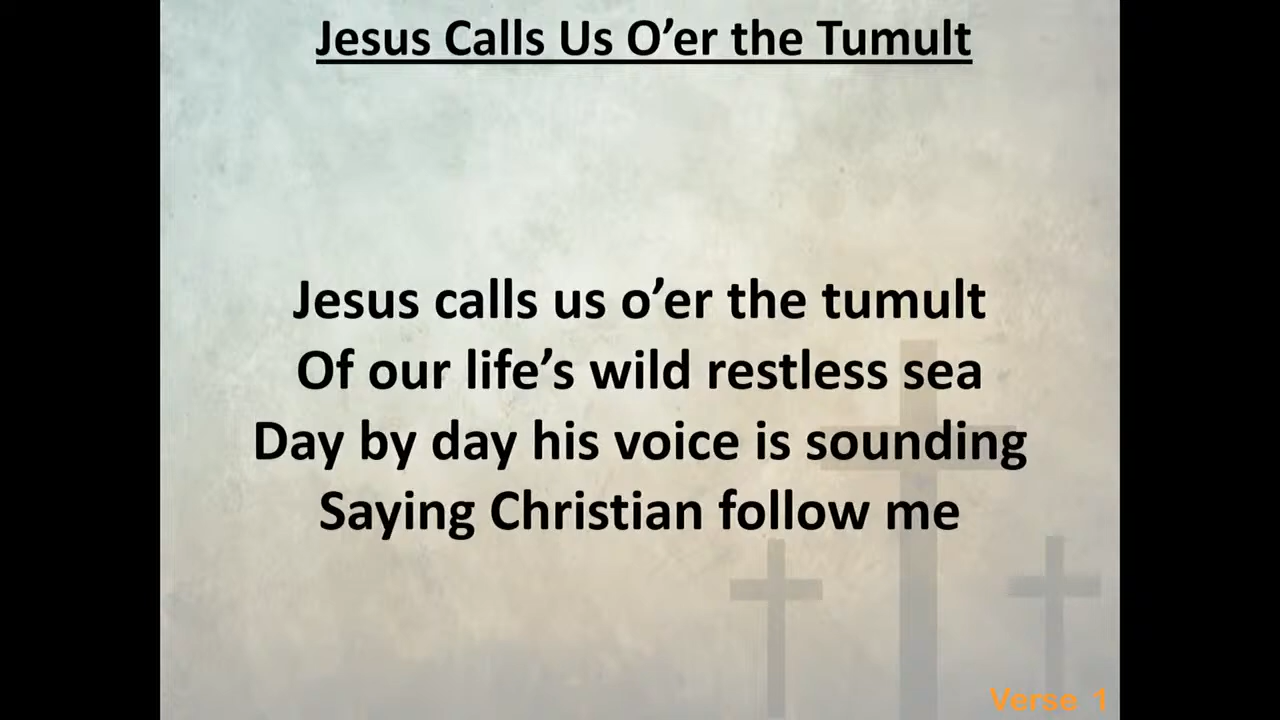 Jesus Calls Us O’er the Tumult
Jesus calls us o’er the tumult
Of our life’s wild restless sea
Day by day his voice is sounding
Saying Christian follow me
Verse 1